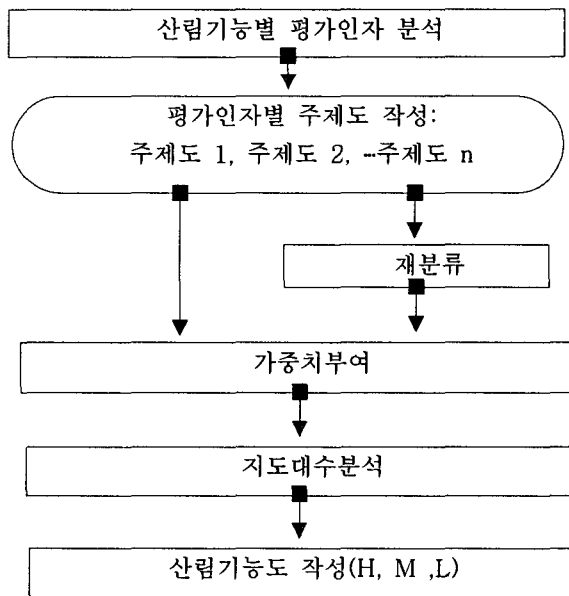 산림기능별 평가인자 분석
평가인자별 주제도 작성:
주제도 1, 주제도 2, …주제도 n
재분류
가중치부여
지도대수분석
산림기능도 작성(H, M ,L)